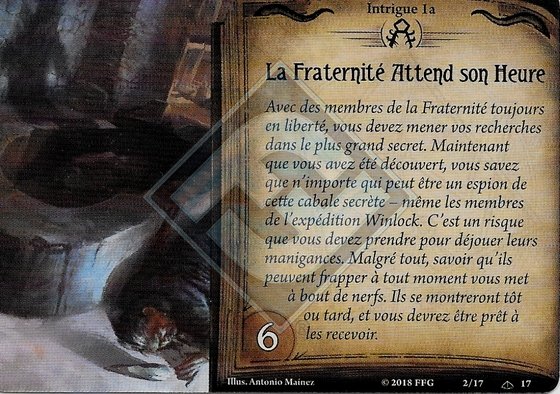 Intrigue 1a
La Fraternité Attend son Heure
Avec des membres de la Fraternité toujours
en liberté, vous devez mener vos recherches
dans le plus grand secret. Maintenant
que vous avez été découvert, vous savez
que n'importe qui peut être un espion de
cette cabale secrète – même les membres
de l'expédition Winlock. C'est un risque
que vous devez prendre pour déjouer leurs
manigances. Malgré tout, savoir qu'ils
peuvent frapper à tout moment vous met
à bout de nerfs. Ils se montreront tôt
ou tard, et vous devrez être prêt à
les recevoir.
6
Illus. Antonio Maínez © 2018 FFG 2/17 17